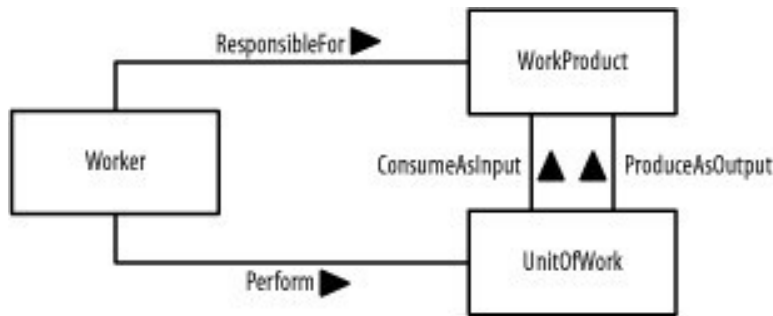 ResponsibleFor
WorkProduct
Worker
ConsumeAsInput
ProduceAsOutput
UnitOfWork
Perform